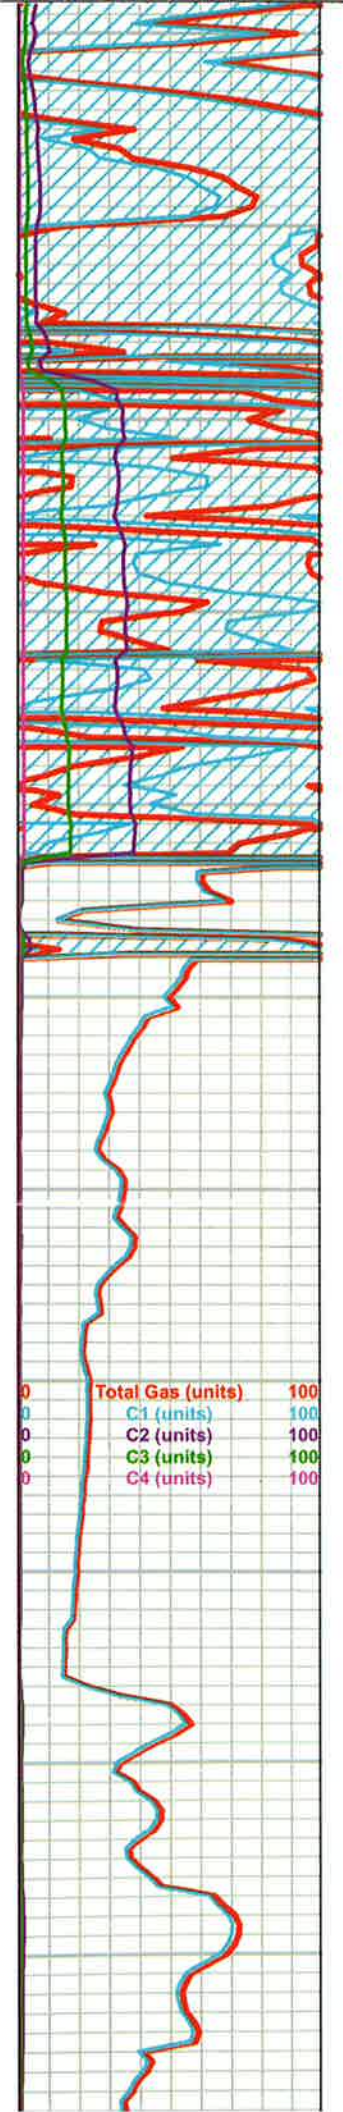 0 Total Gas (units) 100
0 C1 (units) 100
0 C2 (units) 100
0 C3 (units) 100
0 C4 (units) 100